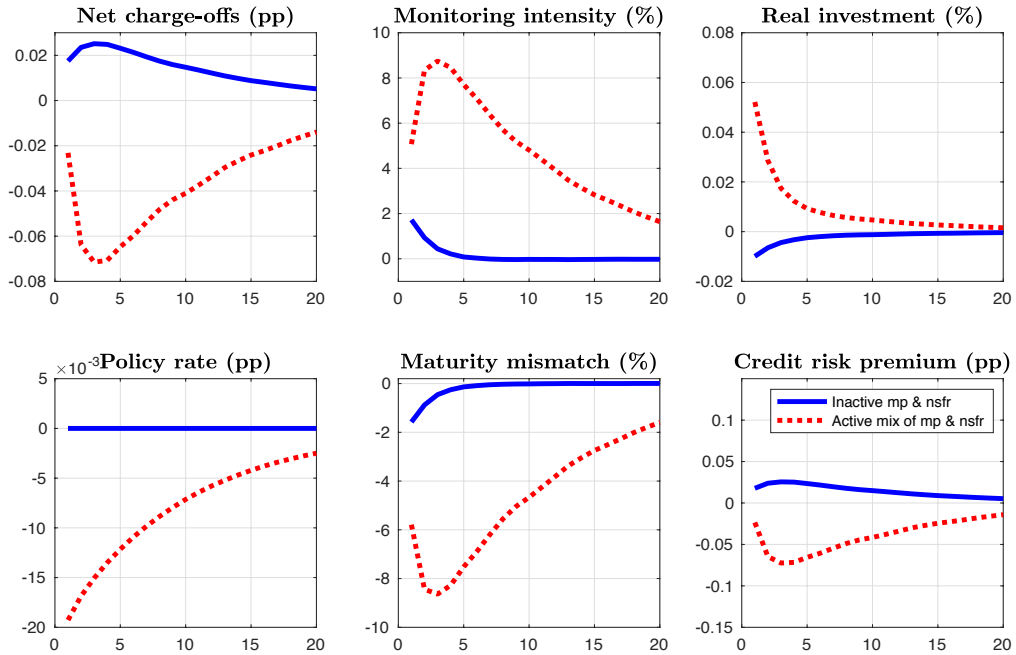 Net charge-offs (pp)
0.02
0
-0.02
-0.04
-0.06
-0.08
0 5 10 15 20
Monitoring intensity (%)
10
8
6
4
2
0
0 5 10 15 20
Real investment (%)
0.08
0.06
0.04
0.02
0
-0.02
0 5 10 15 20
×10⁻³ Policy rate (pp)
5
0
-5
-10
-15
-20
0 5 10 15 20
Maturity mismatch (%)
0
-2
-4
-6
-8
-10
0 5 10 15 20
Credit risk premium (pp)
Inactive mp & nsfr
Active mix of mp & nsfr
0.1
0.05
0
-0.05
-0.1
-0.15
0 5 10 15 20